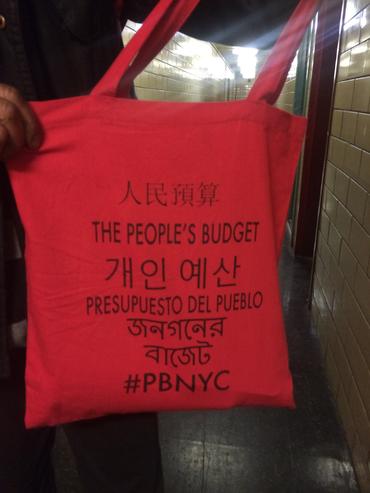 人民預算
THE PEOPLE'S BUDGET
개인 예산
PRESUPUESTO DEL PUEBLO
জনগনের
বাজেট
#PBNYC